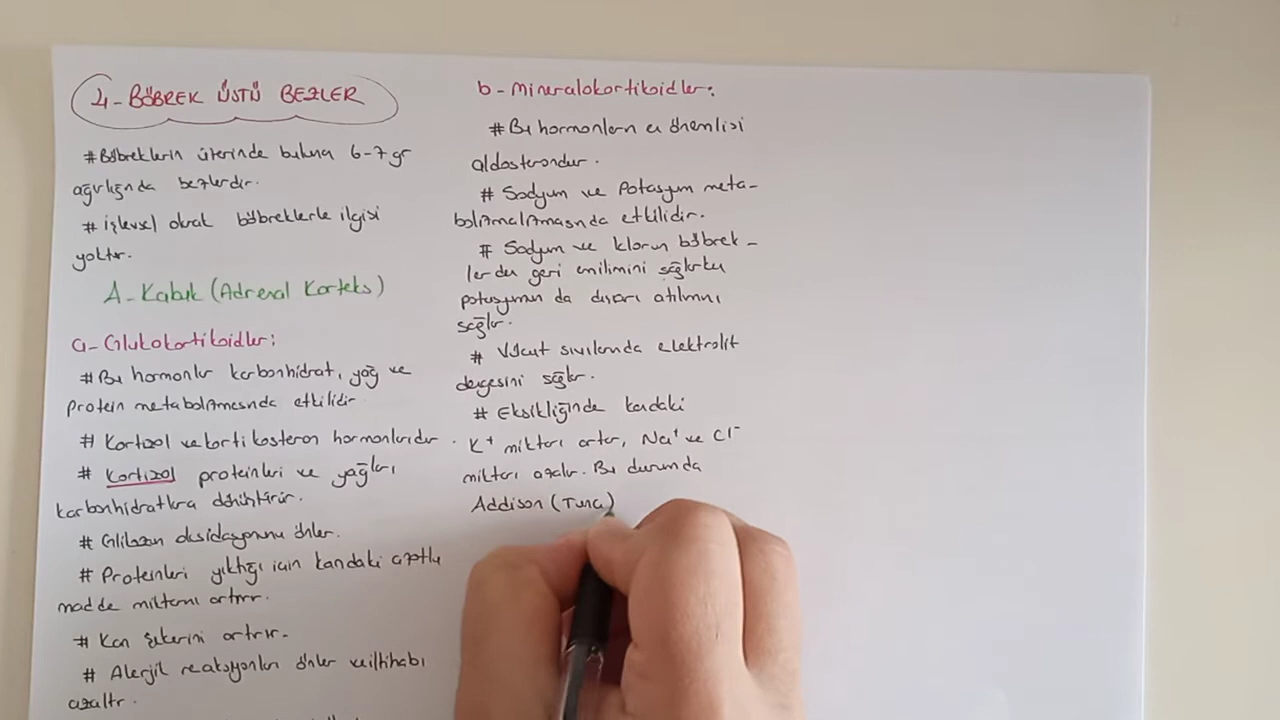 4- BÖBREK ÜSTÜ BEZLER
# Böbreklerin üzerinde buluna 6-7 gr
ağırlığında bezlerdir.
# İşlevsel olarak böbreklerle ilgisi
yoktur.
A- Kabuk (Adrenal Korteks)
a- Glukokortikoidler:
# Bu hormonlar karbonhidrat, yağ ve
Protein metabolizmasında etkilidir.
# Kortizol ve kortikosteron hormonlarıdır.
# Kortizol proteinleri ve yağları
karbonhidratlara dönüştürür.
# Glikozun oksidasyonunu önler.
# Proteinleri yıktığı için kandaki azotlu
madde miktarını artırır.
# Kan şekerini artırır.
# Alerjik reaksiyonları önler ve iltihabı
azaltır.
b- Mineralokortikoidler:
# Bu hormonların en önemlisi
aldosterondur.
# Sodyum ve Potasyum meta-
bolizmalamasında etkilidir.
# Sodyum ve klorun böbrek-
lerden geri emilimini sağlarken
potasyumun da dışarı atılmını
sağlar.
# Vücut sıvılarında elektrolit
dengesini sağlar.
# Eksikliğinde kandaki
K⁺ miktarı artar, Na⁺ ve Cl⁻
miktarı azalır. Bu durumda
Addison (Tunç)